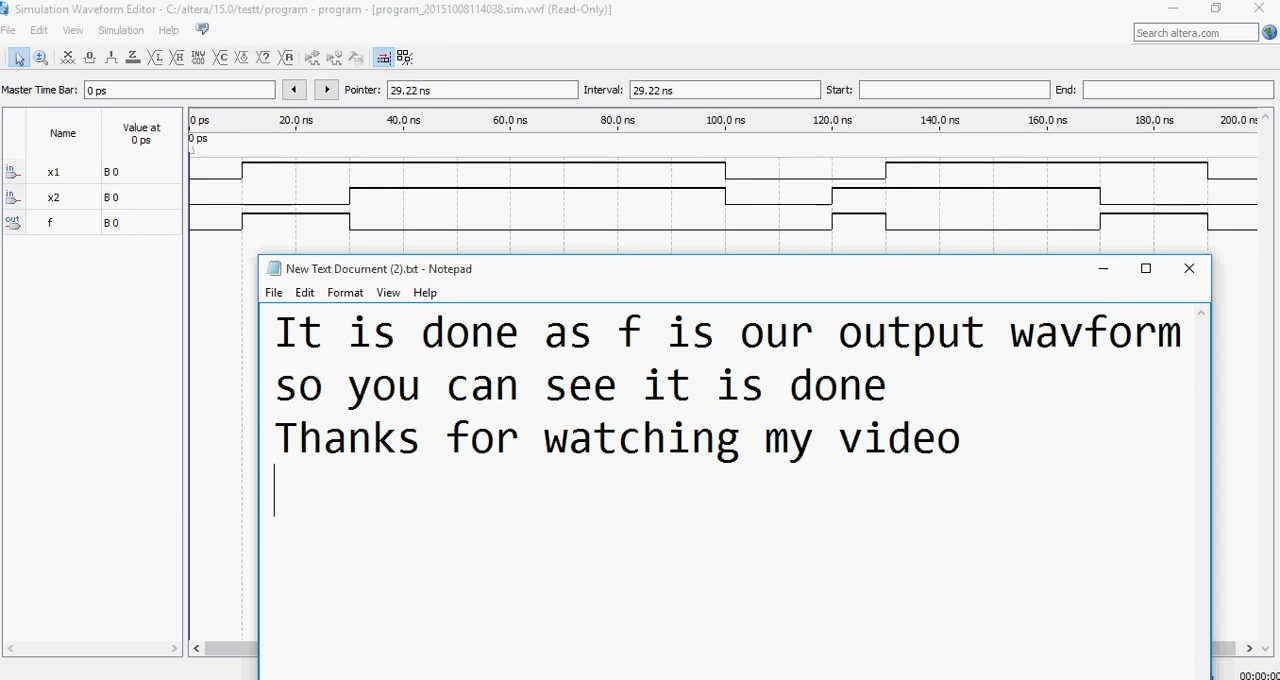 Simulation Waveform Editor - C:/altera/15.0/testt/program - program - [program_20151008114038.sim.vwf (Read-Only)]
File Edit View Simulation Help
Search altera.com
Master Time Bar: 0 ps Pointer: 29.22 ns Interval: 29.22 ns Start: End:
Name Value at 0 ps
0 ps 20.0 ns 40.0 ns 60.0 ns 80.0 ns 100.0 ns 120.0 ns 140.0 ns 160.0 ns 180.0 ns 200.0 ns
0 ps
in x1 B 0
in x2 B 0
out f B 0
New Text Document (2).txt - Notepad
File Edit Format View Help
It is done as f is our output wavform
so you can see it is done
Thanks for watching my video